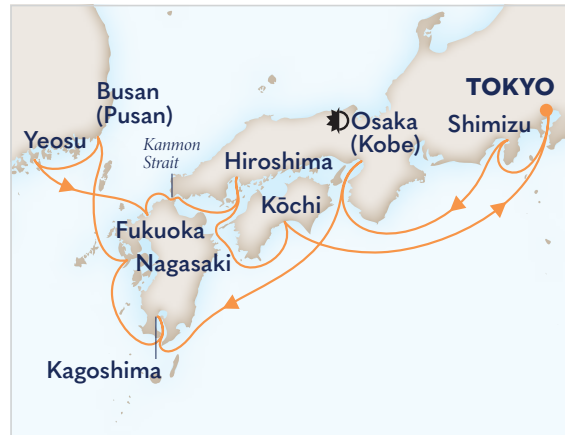 TOKYO
Busan
(Pusan)
Yeosu
Kanmon
Strait
Osaka
(Kobe)
Shimizu
Hiroshima
Kōchi
Fukuoka
Nagasaki
Kagoshima